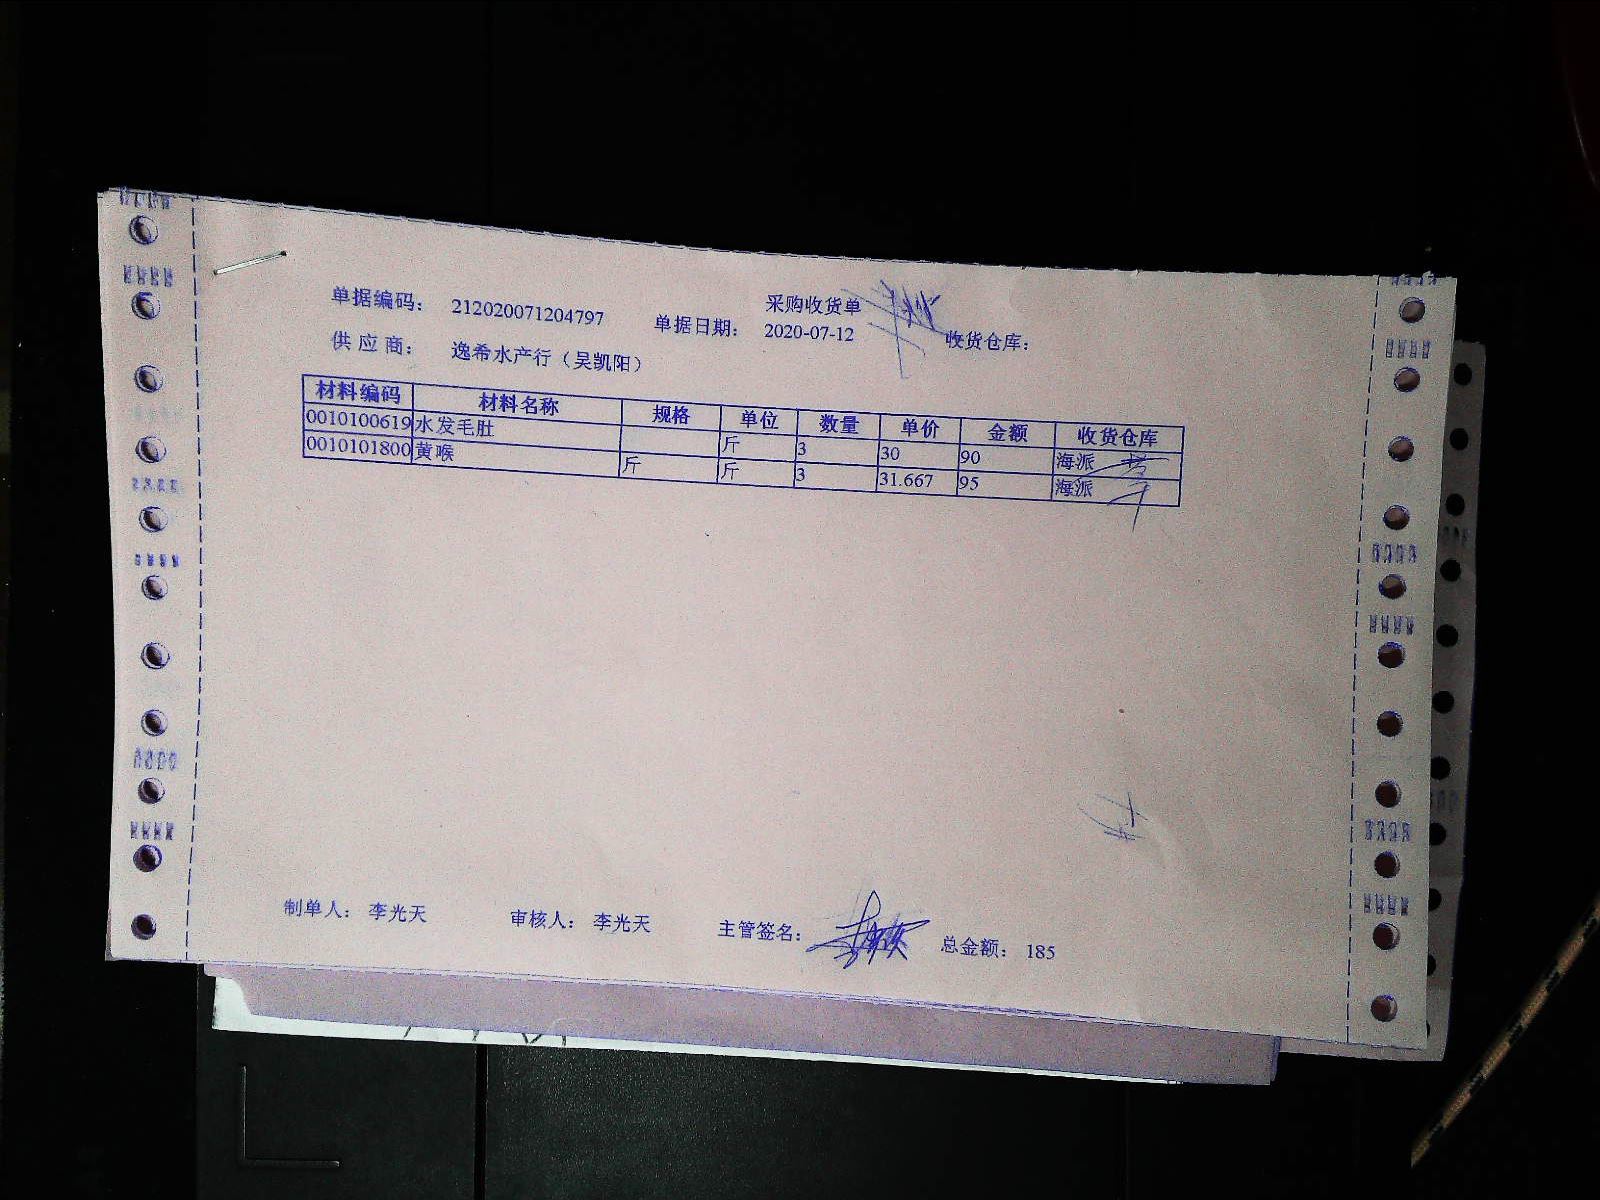 采购收货单
单据编码： 212020071204797 单据日期： 2020-07-12 收货仓库：
供应商： 逸希水产行（吴凯阳）
材料编码 材料名称 规格 单位 数量 单价 金额 收货仓库
0010100619 水发毛肚 斤 3 30 90 海派
0010101800 黄喉 斤 斤 3 31.667 95 海派
制单人： 李光天 审核人： 李光天 主管签名： 总金额： 185